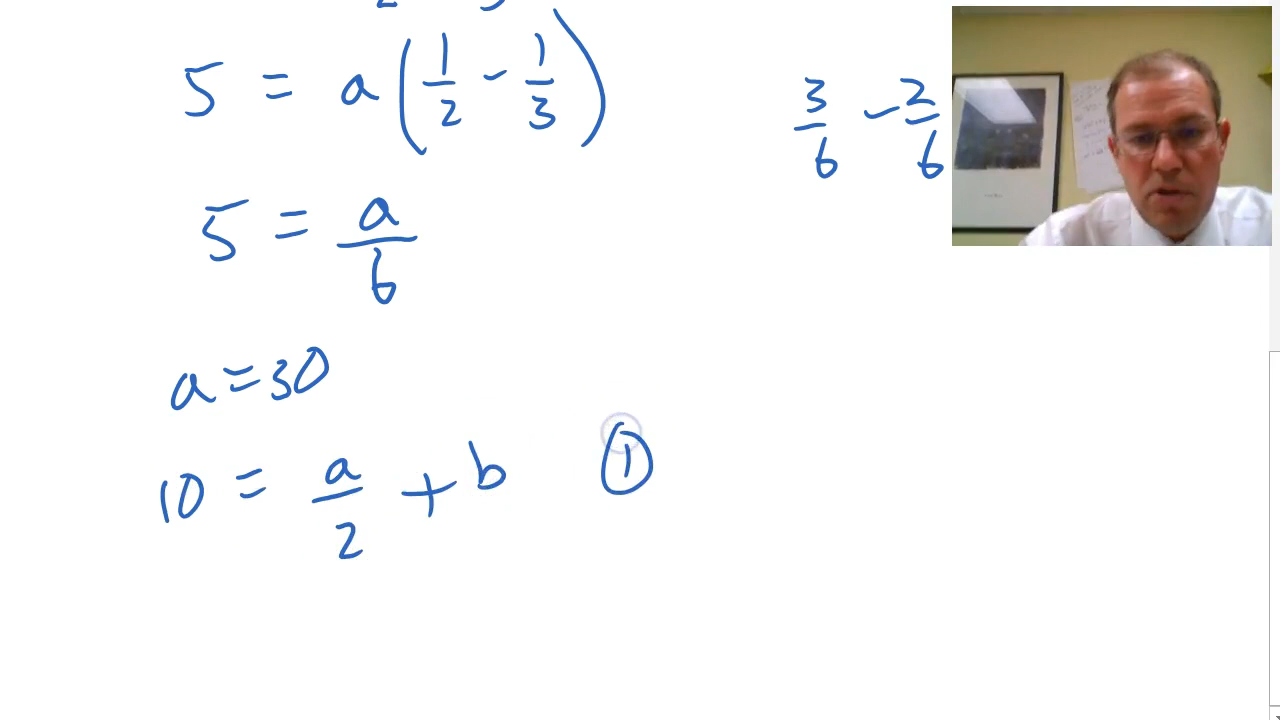 5 = a(1/2 - 1/3)
3/6 - 2/6
5 = a/6
a = 30
10 = a/2 + b ①